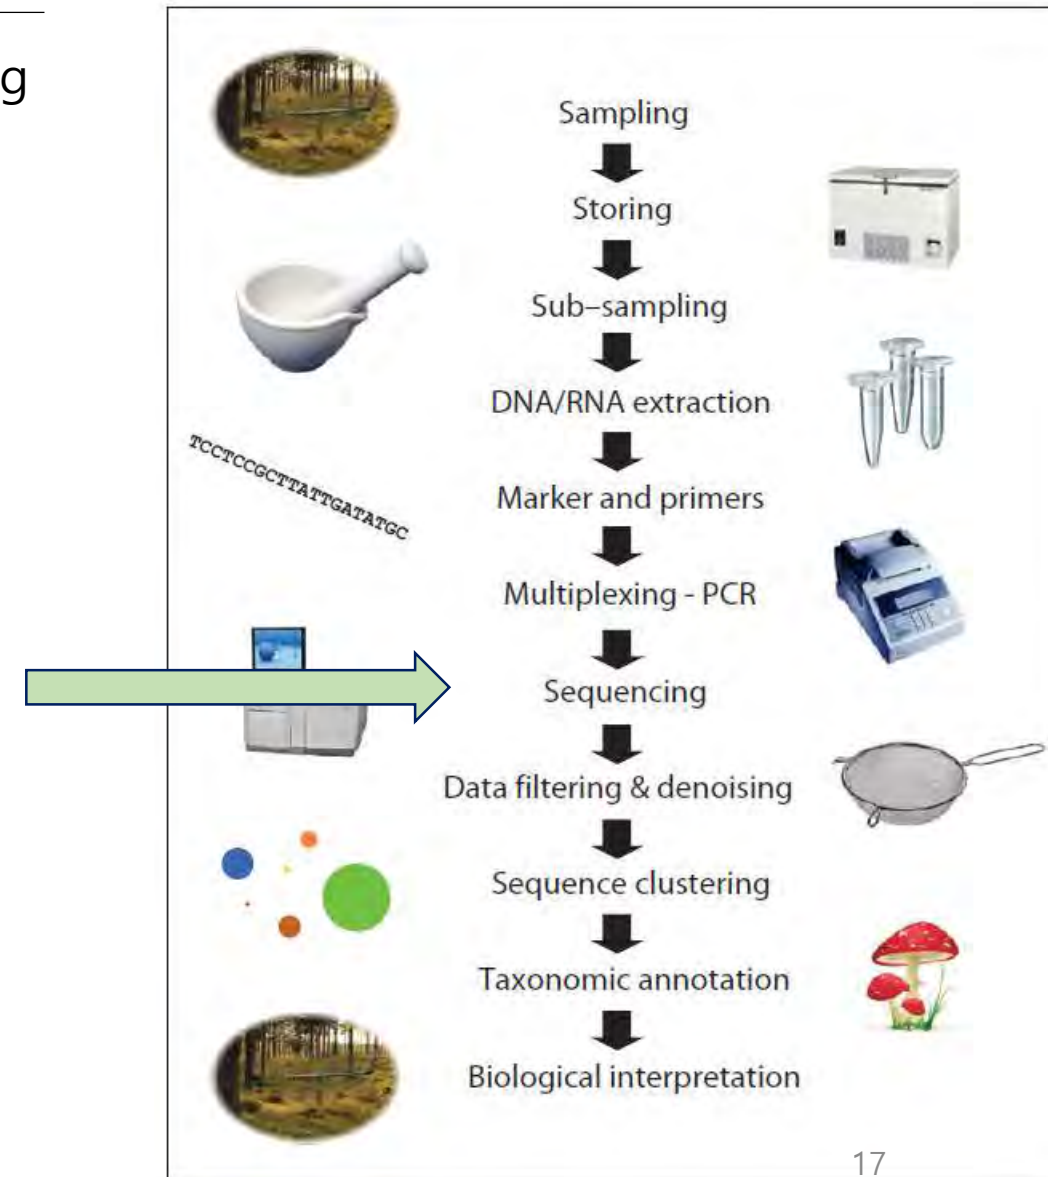 g
Sampling
Storing
Sub–sampling
DNA/RNA extraction
TCCTCCGCTTATTGATATGC
Marker and primers
Multiplexing - PCR
Sequencing
Data filtering & denoising
Sequence clustering
Taxonomic annotation
Biological interpretation
17